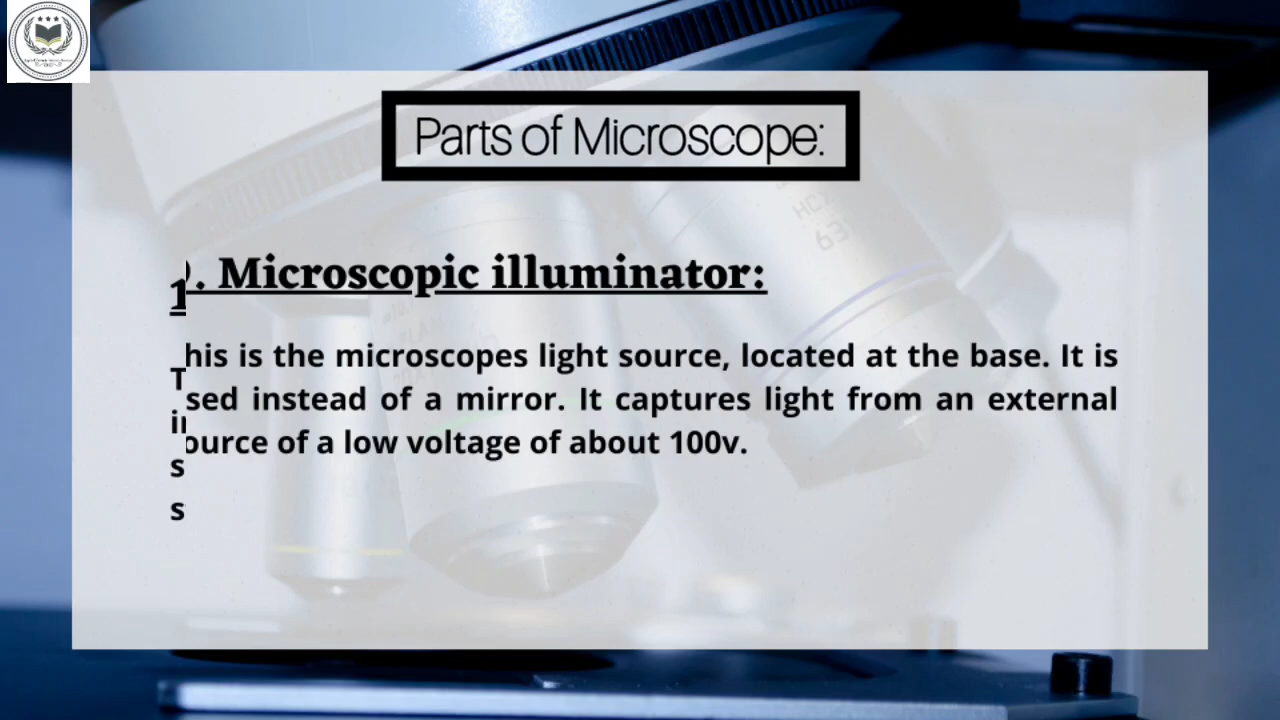 Parts of Microscope:
. Microscopic illuminator:
1
his is the microscopes light source, located at the base. It is
T
sed instead of a mirror. It captures light from an external
ource of a low voltage of about 100v.
s
s